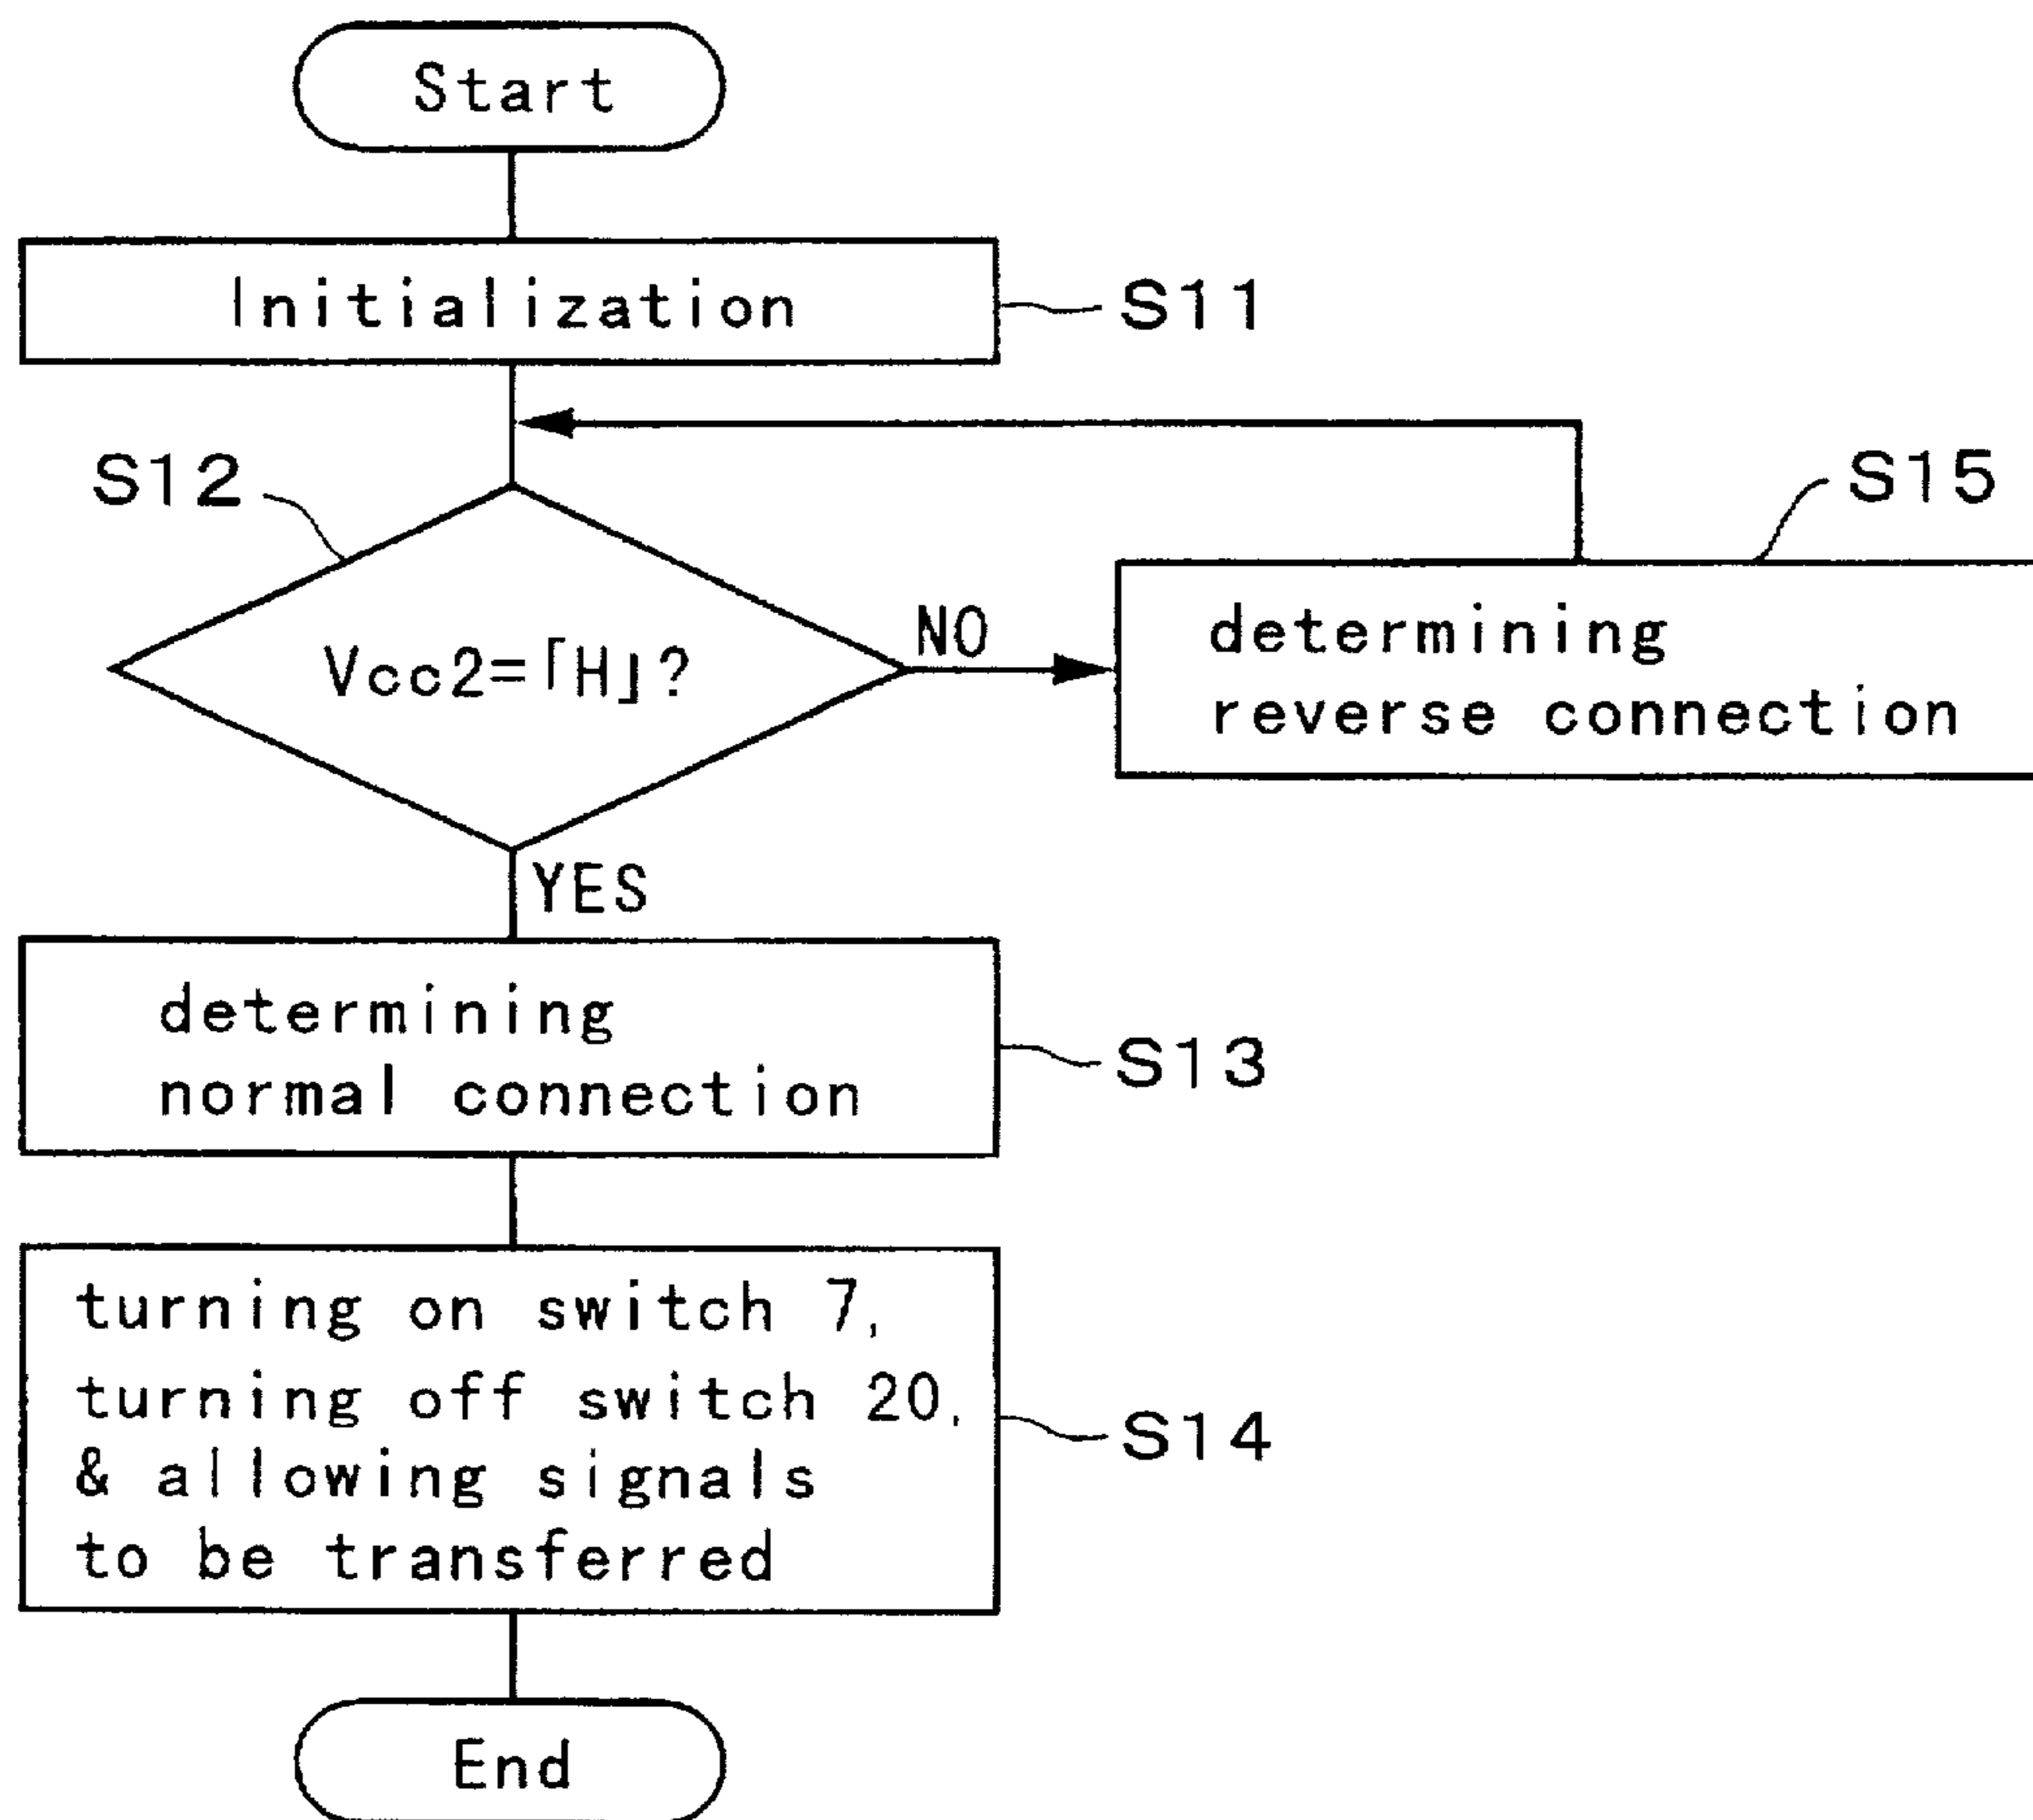 Start
Initialization
S11
S12
S15
Vcc2=「H」?
NO
determining
reverse connection
YES
determining
normal connection
S13
turning on switch 7,
turning off switch 20,
& allowing signals
to be transferred
S14
End